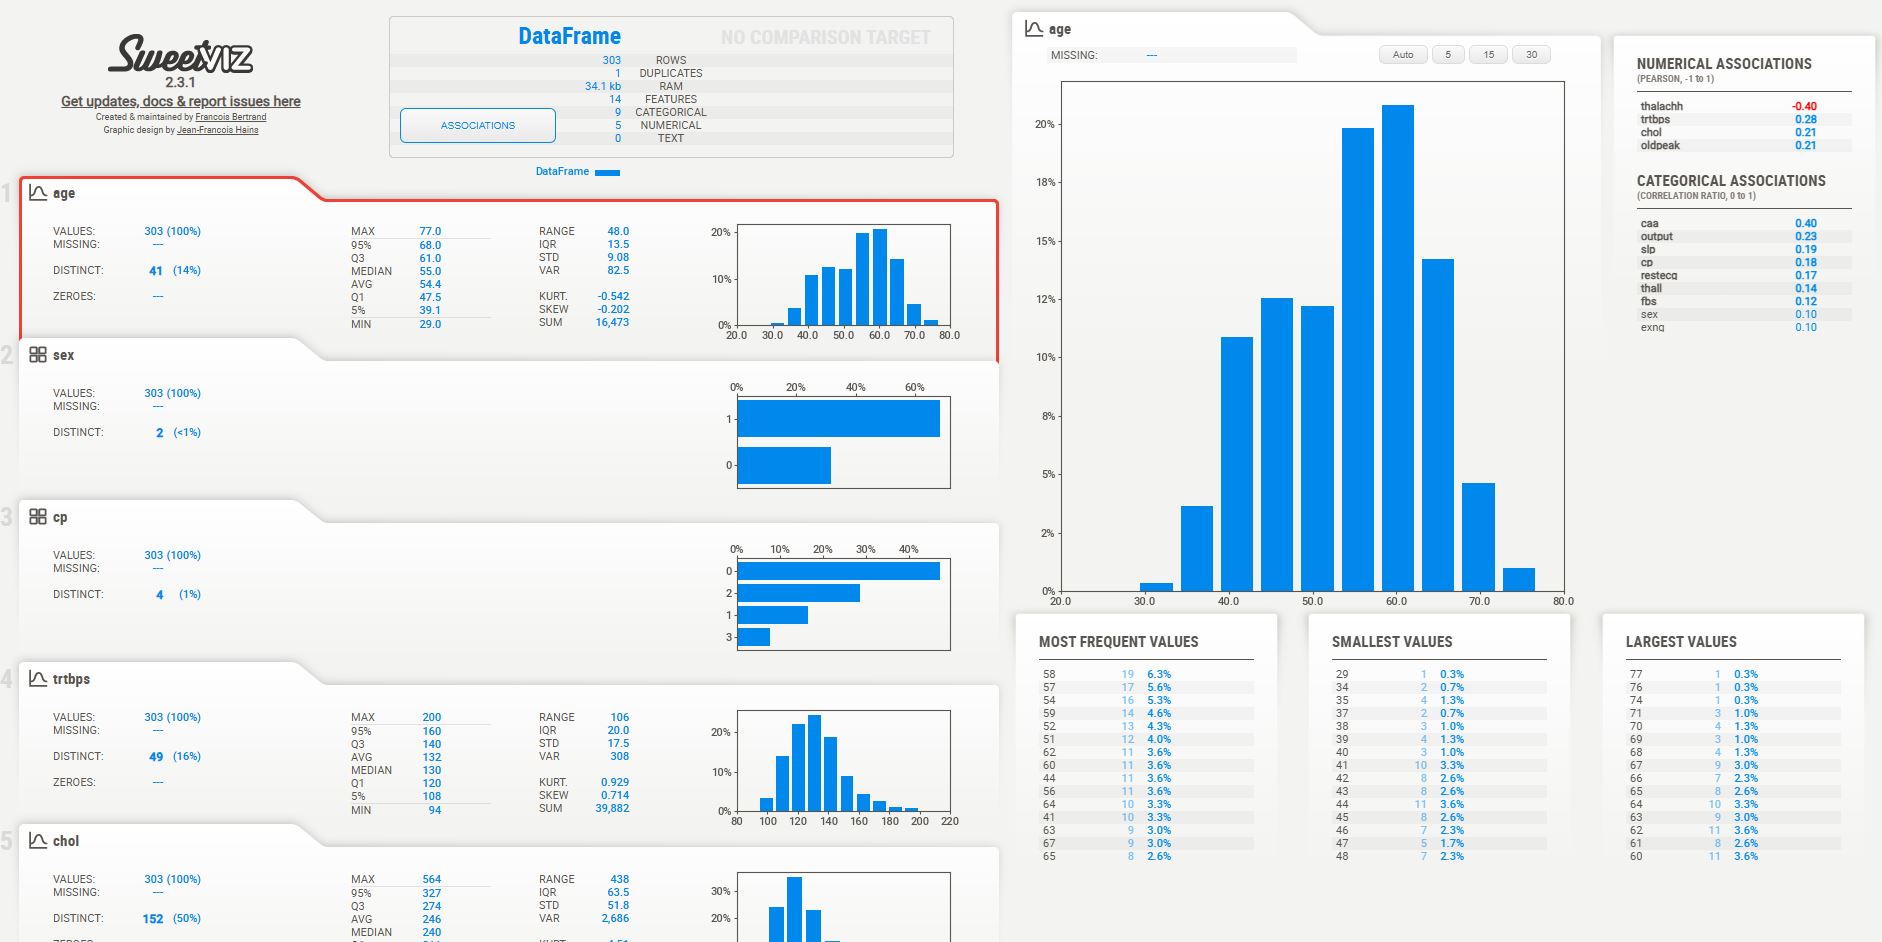 SweetVIZ
2.3.1
Get updates, docs & report issues here
Created & maintained by Francois Bertrand
Graphic design by Jean-Francois Hains
DataFrame NO COMPARISON TARGET
303 ROWS
1 DUPLICATES
34.1 kb RAM
14 FEATURES
9 CATEGORICAL
5 NUMERICAL
0 TEXT
ASSOCIATIONS
DataFrame
1 age
VALUES: 303 (100%)
MISSING: ---
DISTINCT: 41 (14%)
ZEROES: ---
MAX 77.0
95% 68.0
Q3 61.0
MEDIAN 55.0
AVG 54.4
Q1 47.5
5% 39.1
MIN 29.0
RANGE 48.0
IQR 13.5
STD 9.08
VAR 82.5
KURT. -0.542
SKEW -0.202
SUM 16,473
20%
10%
0%
20.0 30.0 40.0 50.0 60.0 70.0 80.0
2 sex
VALUES: 303 (100%)
MISSING: ---
DISTINCT: 2 (<1%)
0% 20% 40% 60%
1
0
3 cp
VALUES: 303 (100%)
MISSING: ---
DISTINCT: 4 (1%)
0% 10% 20% 30% 40%
0
2
1
3
4 trtbps
VALUES: 303 (100%)
MISSING: ---
DISTINCT: 49 (16%)
ZEROES: ---
MAX 200
95% 160
Q3 140
AVG 132
MEDIAN 130
Q1 120
5% 108
MIN 94
RANGE 106
IQR 20.0
STD 17.5
VAR 308
KURT. 0.929
SKEW 0.714
SUM 39,882
20%
10%
0%
80 100 120 140 160 180 200 220
5 chol
VALUES: 303 (100%)
MISSING: ---
DISTINCT: 152 (50%)
MAX 564
95% 327
Q3 274
AVG 246
MEDIAN 240
RANGE 438
IQR 63.5
STD 51.8
VAR 2,686
30%
20%
age
MISSING: ---
Auto 5 15 30
20%
18%
15%
12%
10%
8%
5%
2%
0%
20.0 30.0 40.0 50.0 60.0 70.0 80.0
NUMERICAL ASSOCIATIONS
(PEARSON, -1 to 1)
thalachh -0.40
trtbps 0.28
chol 0.21
oldpeak 0.21
CATEGORICAL ASSOCIATIONS
(CORRELATION RATIO, 0 to 1)
caa 0.40
output 0.23
slp 0.19
cp 0.18
restecg 0.17
thall 0.14
fbs 0.12
sex 0.10
exng 0.10
MOST FREQUENT VALUES
58 19 6.3%
57 17 5.6%
54 16 5.3%
59 14 4.6%
52 13 4.3%
51 12 4.0%
62 11 3.6%
60 11 3.6%
44 11 3.6%
56 11 3.6%
64 10 3.3%
41 10 3.3%
63 9 3.0%
67 9 3.0%
65 8 2.6%
SMALLEST VALUES
29 1 0.3%
34 2 0.7%
35 4 1.3%
37 2 0.7%
38 3 1.0%
39 4 1.3%
40 3 1.0%
41 10 3.3%
42 8 2.6%
43 8 2.6%
44 11 3.6%
45 8 2.6%
46 7 2.3%
47 5 1.7%
48 7 2.3%
LARGEST VALUES
77 1 0.3%
76 1 0.3%
74 1 0.3%
71 3 1.0%
70 4 1.3%
69 3 1.0%
68 4 1.3%
67 9 3.0%
66 7 2.3%
65 8 2.6%
64 10 3.3%
63 9 3.0%
62 11 3.6%
61 8 2.6%
60 11 3.6%